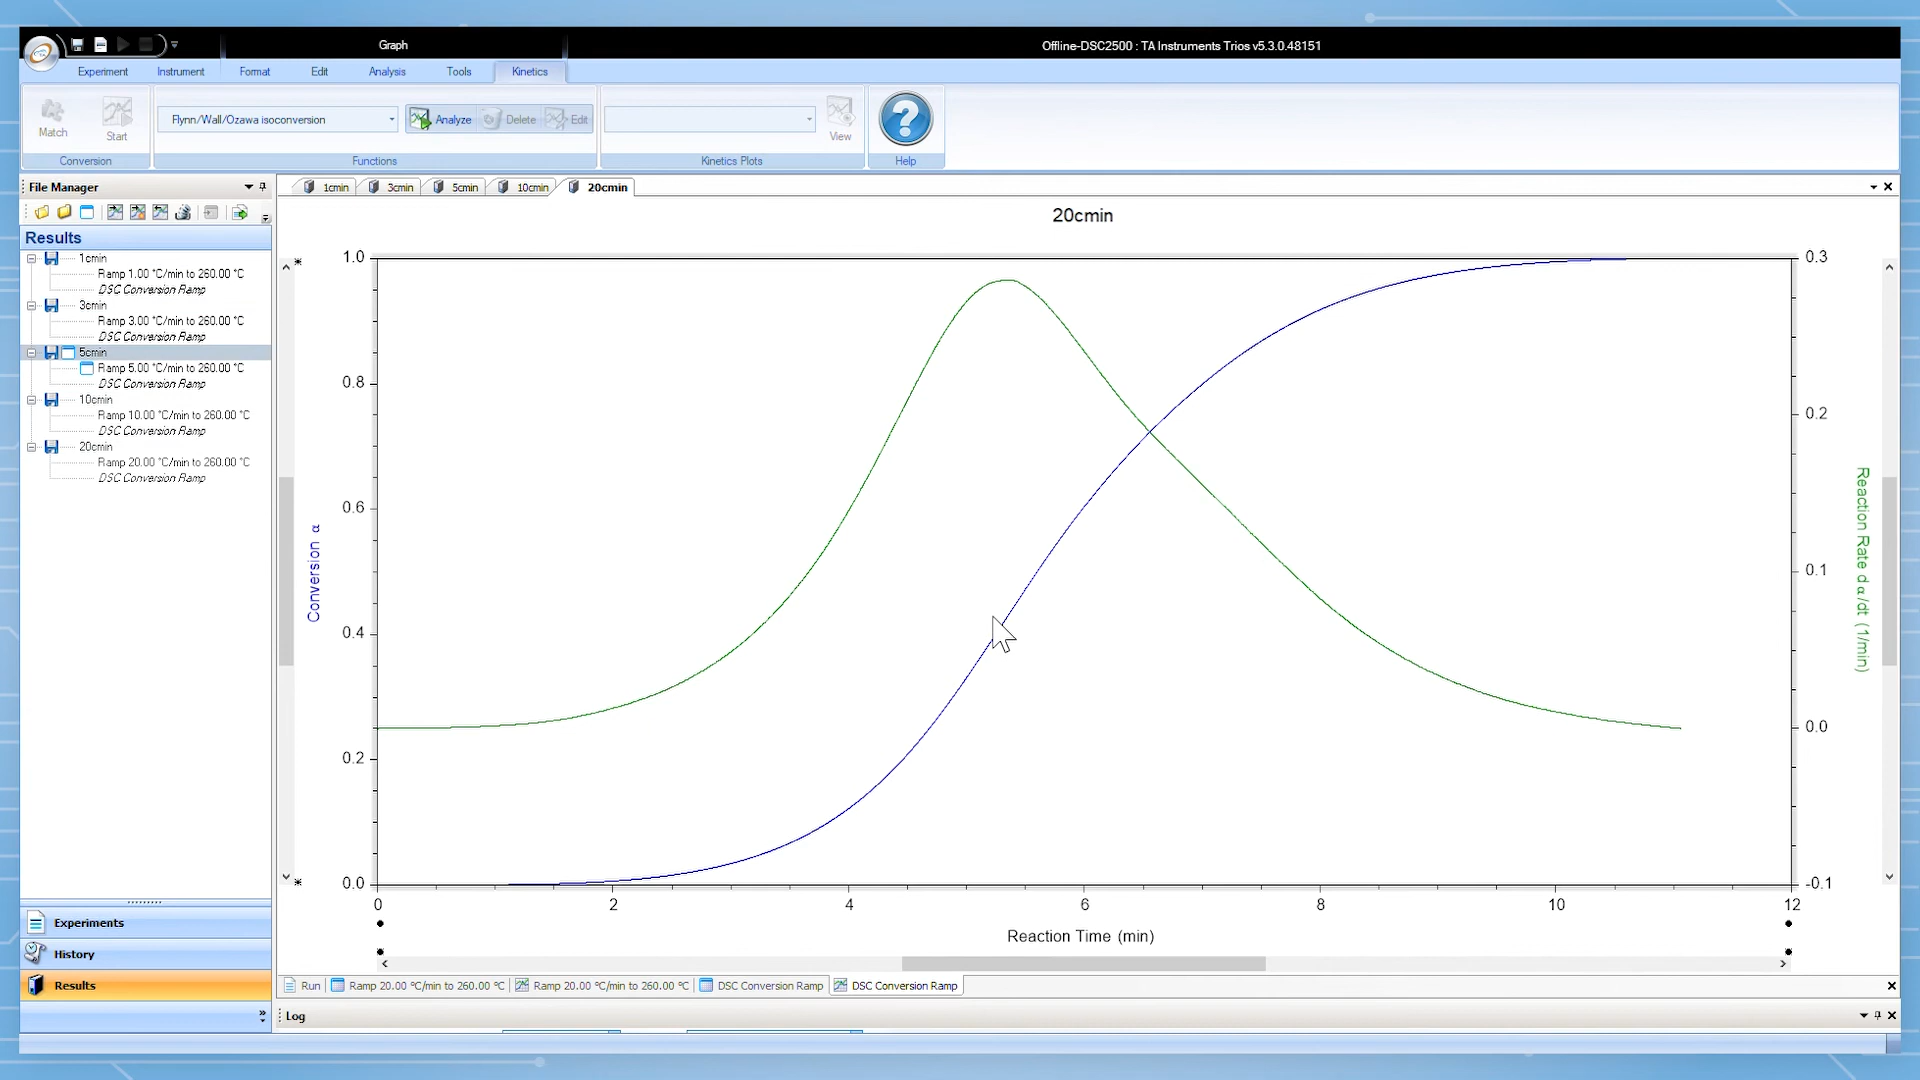 Graph
Offline-DSC2500 : TA Instruments Trios v5.3.0.48151
Experiment Instrument Format Edit Analysis Tools Kinetics
Match
Start
Flynn/Wall/Ozawa isoconversion
Analyze Delete Edit
View
Conversion Functions Kinetics Plots Help
File Manager
1cmin 3cmin 5cmin 10cmin 20cmin
Results
1cmin
Ramp 1.00 °C/min to 260.00 °C
DSC Conversion Ramp
3cmin
Ramp 3.00 °C/min to 260.00 °C
DSC Conversion Ramp
5cmin
Ramp 5.00 °C/min to 260.00 °C
DSC Conversion Ramp
10cmin
Ramp 10.00 °C/min to 260.00 °C
DSC Conversion Ramp
20cmin
Ramp 20.00 °C/min to 260.00 °C
DSC Conversion Ramp
Experiments
History
Results
20cmin
1.0
0.8
0.6
0.4
0.2
0.0
Conversion α
0.3
0.2
0.1
0.0
-0.1
Reaction Rate d α/dt (1/min)
0 2 4 6 8 10 12
Reaction Time (min)
Run Ramp 20.00 °C/min to 260.00 °C Ramp 20.00 °C/min to 260.00 °C DSC Conversion Ramp DSC Conversion Ramp
Log